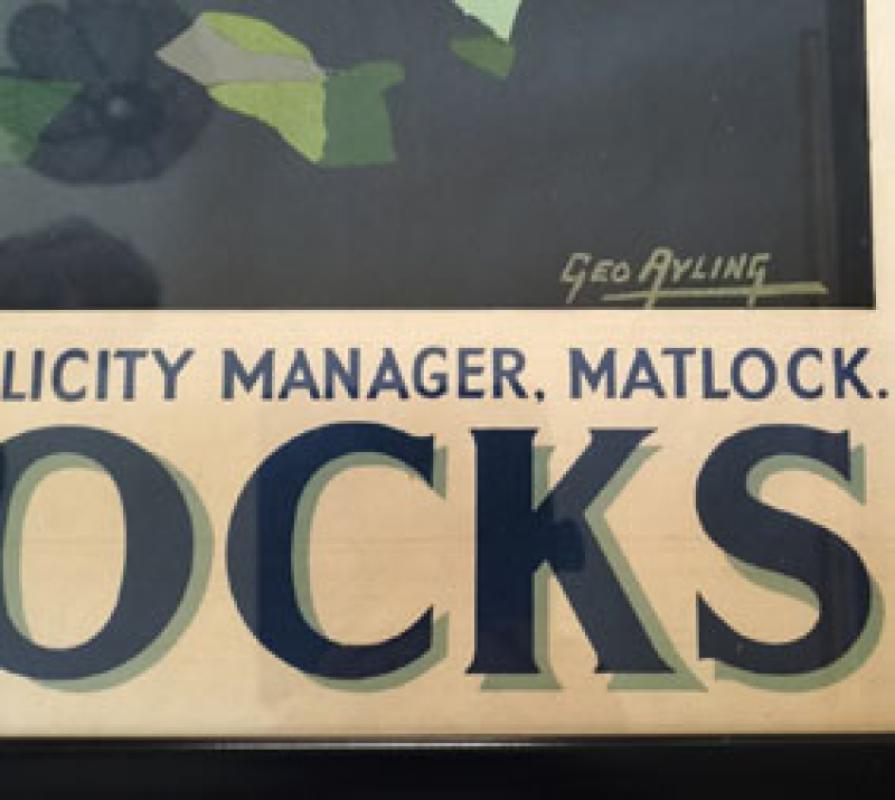 GEO AYLING
LICITY MANAGER, MATLOCK.
OCKS